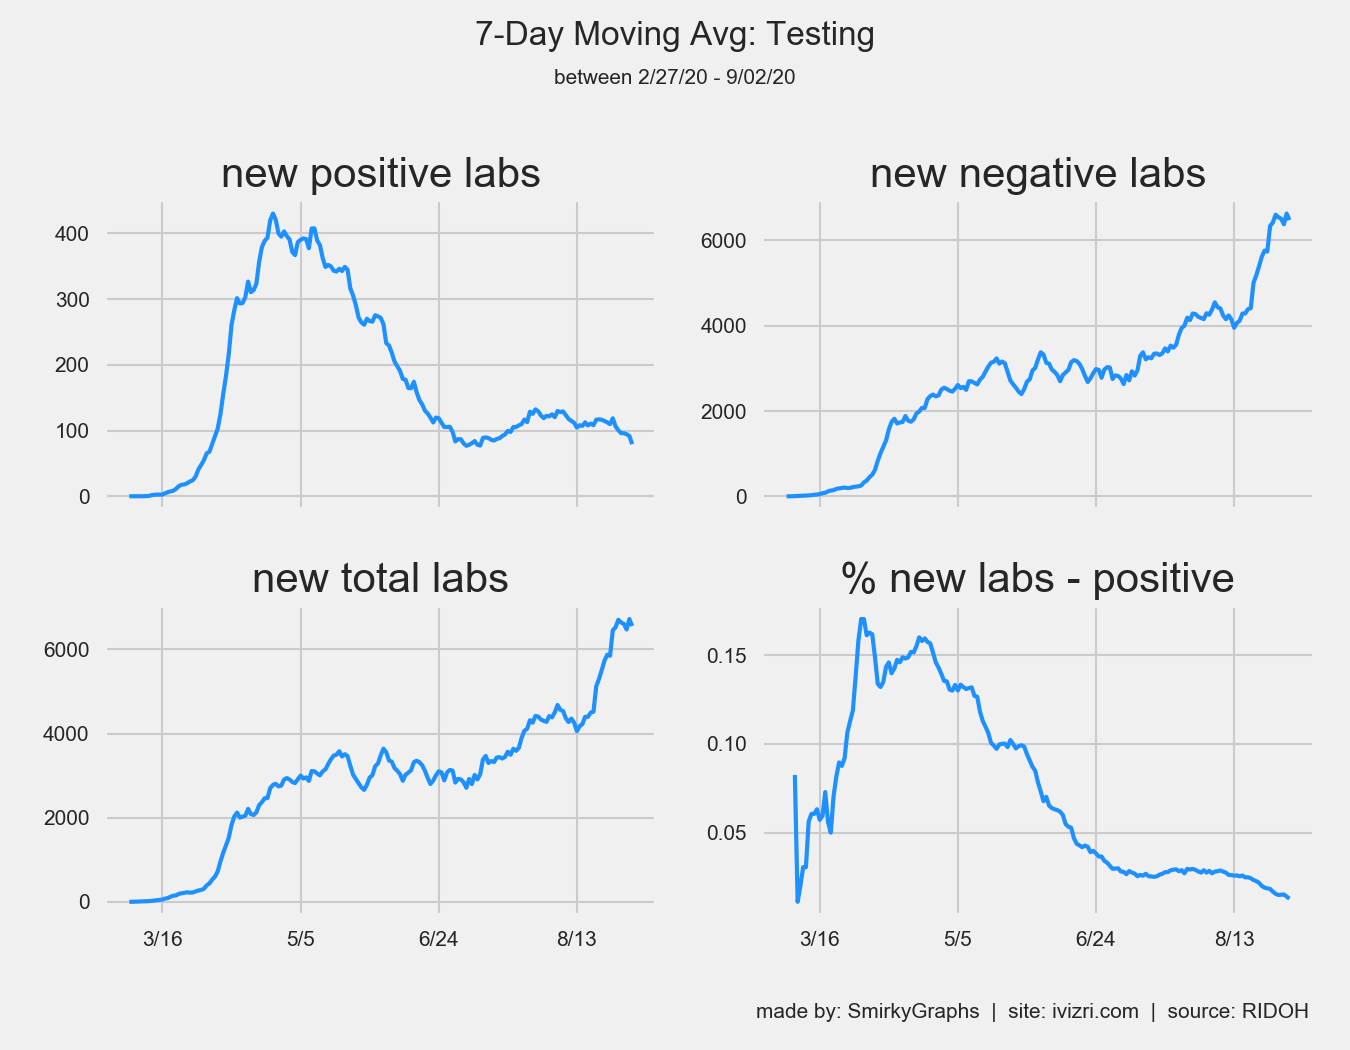 7-Day Moving Avg: Testing
between 2/27/20 - 9/02/20
new positive labs
400
300
200
100
0
new negative labs
6000
4000
2000
0
new total labs
6000
4000
2000
0
3/16 5/5 6/24 8/13
% new labs - positive
0.15
0.10
0.05
3/16 5/5 6/24 8/13
made by: SmirkyGraphs | site: ivizri.com | source: RIDOH